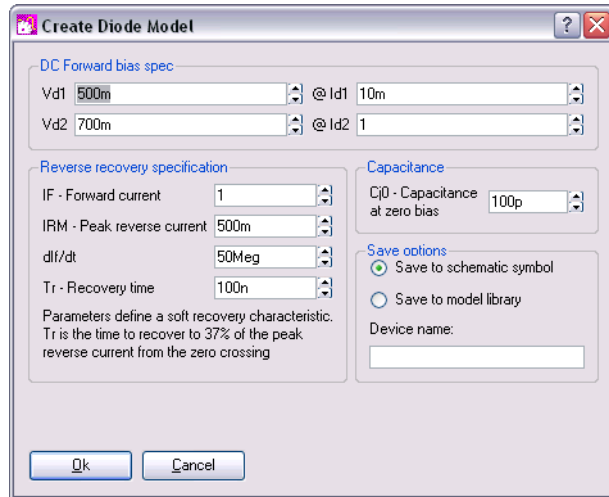 Create Diode Model
DC Forward bias spec
Vd1 500m @ Id1 10m
Vd2 700m @ Id2 1
Reverse recovery specification
IF - Forward current 1
IRM - Peak reverse current 500m
dIf/dt 50Meg
Tr - Recovery time 100n
Parameters define a soft recovery characteristic.
Tr is the time to recover to 37% of the peak
reverse current from the zero crossing
Capacitance
Cj0 - Capacitance
at zero bias 100p
Save options
Save to schematic symbol
Save to model library
Device name:
Ok Cancel